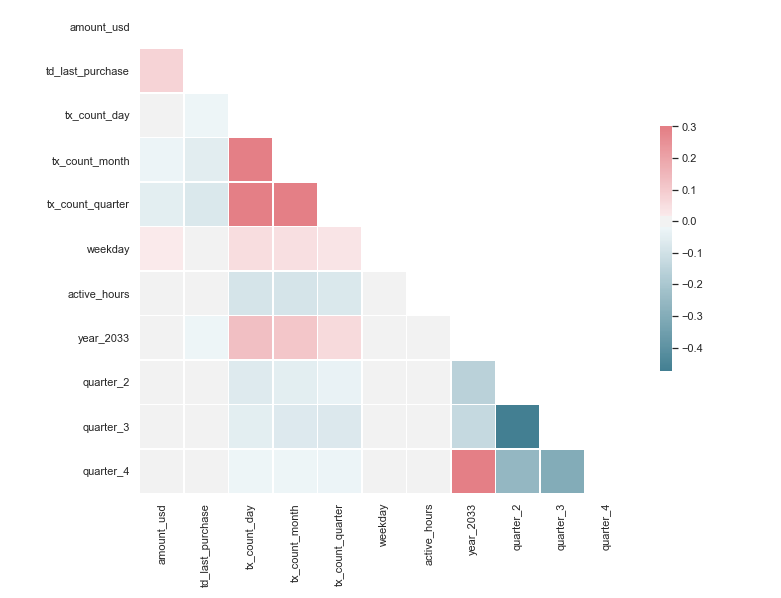 amount_usd
td_last_purchase
tx_count_day
tx_count_month
tx_count_quarter
weekday
active_hours
year_2033
quarter_2
quarter_3
quarter_4
amount_usd
td_last_purchase
tx_count_day
tx_count_month
tx_count_quarter
weekday
active_hours
year_2033
quarter_2
quarter_3
quarter_4
0.3
0.2
0.1
0.0
−0.1
−0.2
−0.3
−0.4